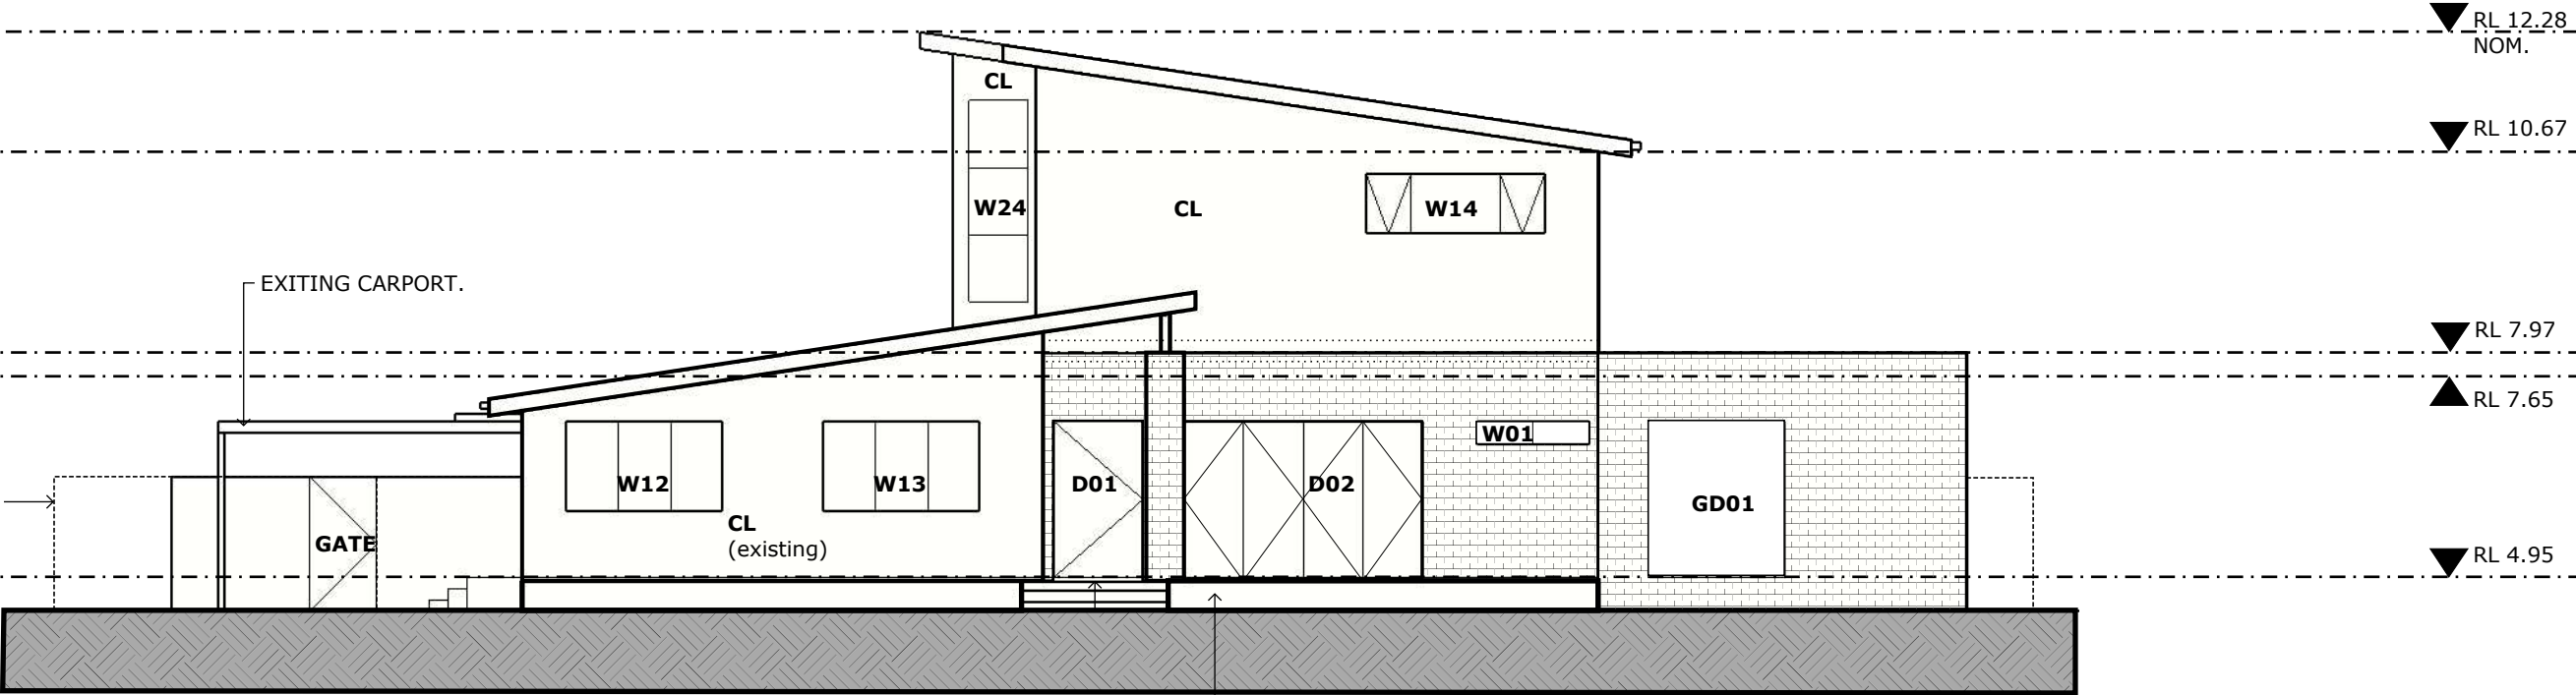 RL 12.28
NOM.
CL
RL 10.67
W24
CL
W14
EXITING CARPORT.
RL 7.97
RL 7.65
W01
W12
W13
D01
D02
GD01
CL
(existing)
GATE
RL 4.95